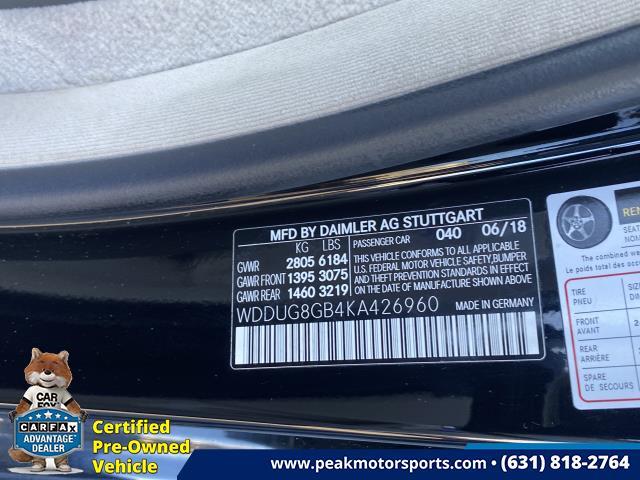 MFD BY DAIMLER AG STUTTGART
KG LBS
GVWR 2805 6184
GAWR FRONT 1395 3075
GAWR REAR 1460 3219
PASSENGER CAR 040 06/18
THIS VEHICLE CONFORMS TO ALL APPLICABLE
U.S. FEDERAL MOTOR VEHICLE SAFETY,BUMPER
AND THEFT PREVENTION STANDARDS IN EFFECT
ON THE DATE OF MANUFACTURE SHOWN ABOVE.
WDDUG8GB4KA426960
MADE IN GERMANY
SEAT
NOM
The combined we
Le poids total des
TIRE
PNEU
FRONT
AVANT
REAR
ARRIÈRE
SPARE
DE SECOURS
CAR
FOX
CARFAX
ADVANTAGE
DEALER
Certified
Pre-Owned
Vehicle
www.peakmotorsports.com • (631) 818-2764